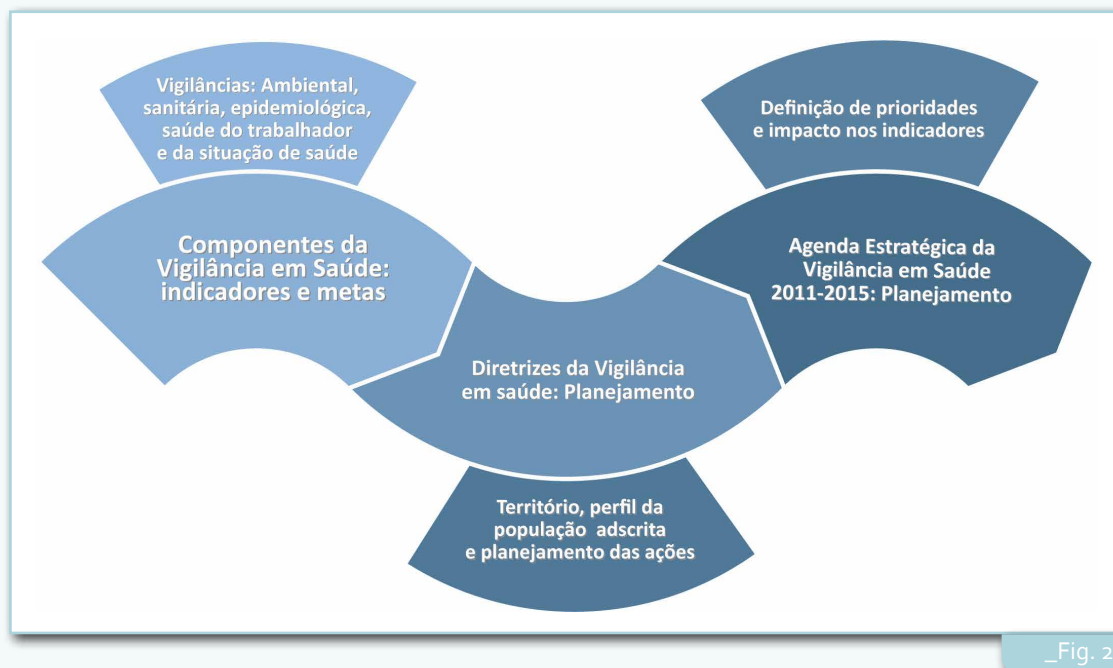 Vigilâncias: Ambiental,
sanitária, epidemiológica,
saúde do trabalhador
e da situação de saúde
Componentes da
Vigilância em Saúde:
indicadores e metas
Diretrizes da Vigilância
em saúde: Planejamento
Território, perfil da
população adscrita
e planejamento das ações
Definição de prioridades
e impacto nos indicadores
Agenda Estratégica da
Vigilância em Saúde
2011-2015: Planejamento
_Fig. 2